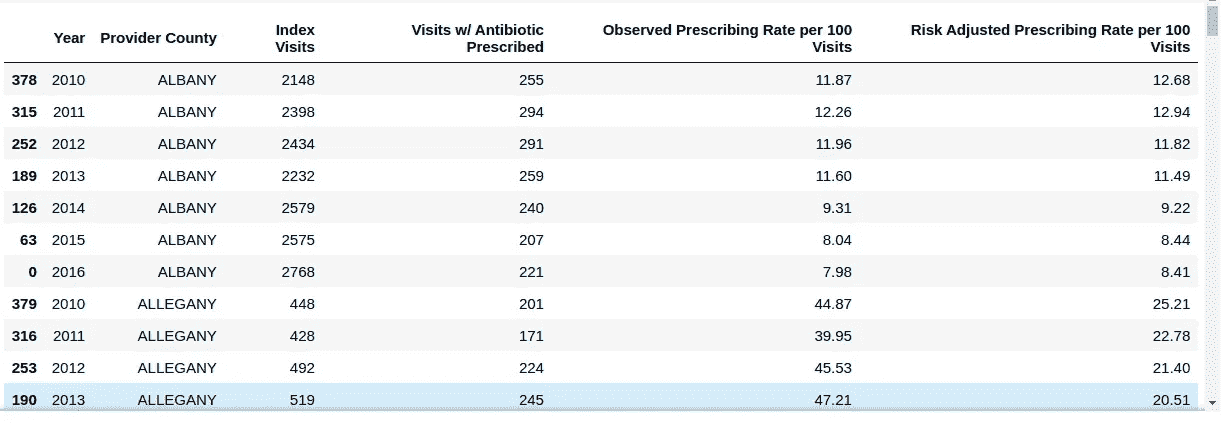 Year Provider County Index Visits Visits w/ Antibiotic Prescribed Observed Prescribing Rate per 100 Visits Risk Adjusted Prescribing Rate per 100 Visits
378 2010 ALBANY 2148 255 11.87 12.68
315 2011 ALBANY 2398 294 12.26 12.94
252 2012 ALBANY 2434 291 11.96 11.82
189 2013 ALBANY 2232 259 11.60 11.49
126 2014 ALBANY 2579 240 9.31 9.22
63 2015 ALBANY 2575 207 8.04 8.44
0 2016 ALBANY 2768 221 7.98 8.41
379 2010 ALLEGANY 448 201 44.87 25.21
316 2011 ALLEGANY 428 171 39.95 22.78
253 2012 ALLEGANY 492 224 45.53 21.40
190 2013 ALLEGANY 519 245 47.21 20.51